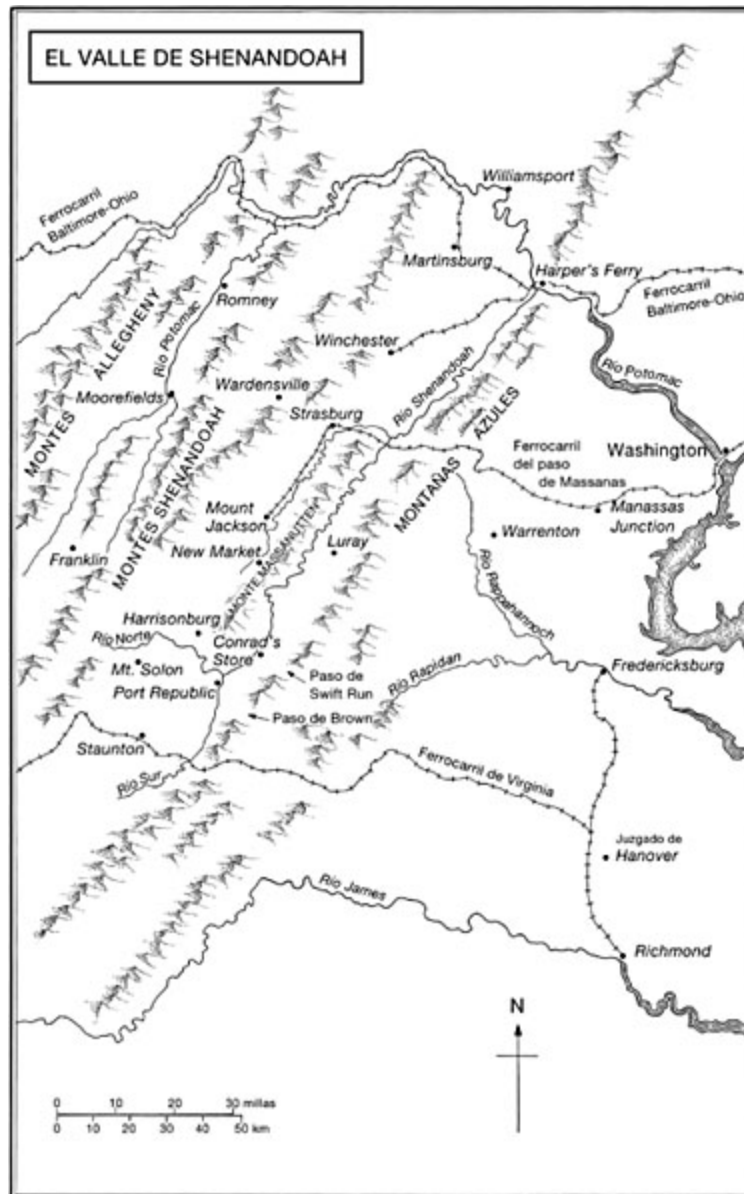 EL VALLE DE SHENANDOAH
Williamsport
Ferrocarril
Baltimore-Ohio
Martinsburg
Harper's Ferry
Ferrocarril
Baltimore-Ohio
Romney
MONTES ALLEGHENY
Río Potomac
Winchester
Río Shenandoah
Río Potomac
Moorefields
Wardensville
Strasburg
MONTAÑAS AZULES
Washington
Ferrocarril
del paso
de Massanas
MONTES SHENANDOAH
Mount
Jackson
Manassas
Junction
Warrenton
Franklin
New Market
MONTE MASSANUTTEN
Luray
Río Rappehannoch
Harrisonburg
Río Norte
Conrad's
Store
Mt. Solon
Port Republic
Paso de
Swift Run
Río Rapidan
Fredericksburg
Paso de Brown
Staunton
Río Sur
Ferrocarril de Virginia
Juzgado de
Hanover
Río James
Richmond
N
0 10 20 30 millas
0 10 20 30 40 50 km